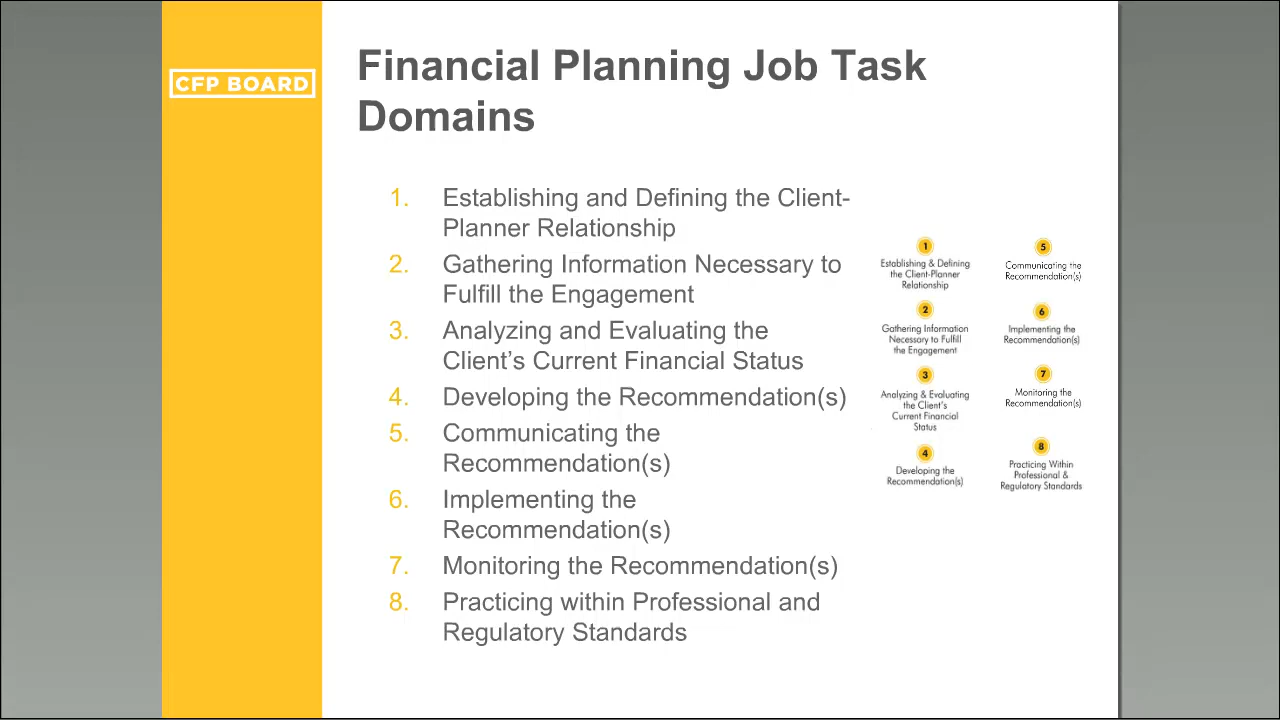 CFP BOARD
Financial Planning Job Task
Domains
1. Establishing and Defining the Client-
Planner Relationship
2. Gathering Information Necessary to
Fulfill the Engagement
3. Analyzing and Evaluating the
Client’s Current Financial Status
4. Developing the Recommendation(s)
5. Communicating the
Recommendation(s)
6. Implementing the
Recommendation(s)
7. Monitoring the Recommendation(s)
8. Practicing within Professional and
Regulatory Standards
1
Establishing & Defining
the Client-Planner
Relationship
2
Gathering Information
Necessary to Fulfill
the Engagement
3
Analyzing & Evaluating
the Client's
Current Financial
Status
4
Developing the
Recommendation(s)
5
Communicating the
Recommendation(s)
6
Implementing the
Recommendation(s)
7
Monitoring the
Recommendation(s)
8
Practicing Within
Professional &
Regulatory Standards